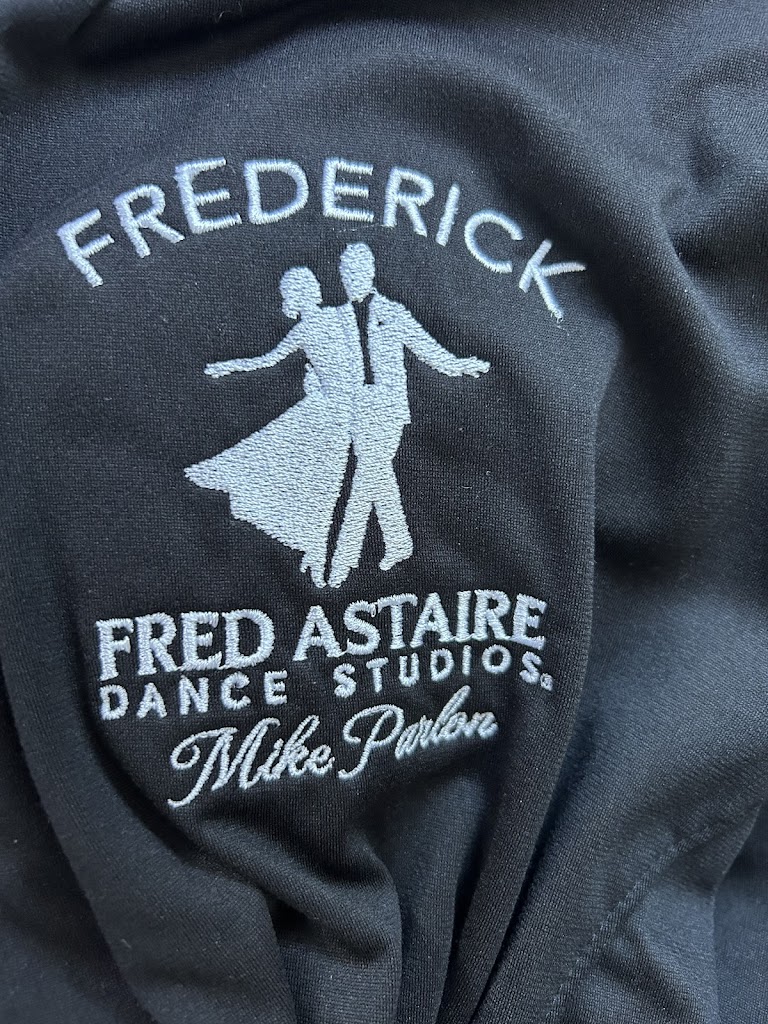 FREDERICK
FRED ASTAIRE
DANCE STUDIOS
Mike Parlon